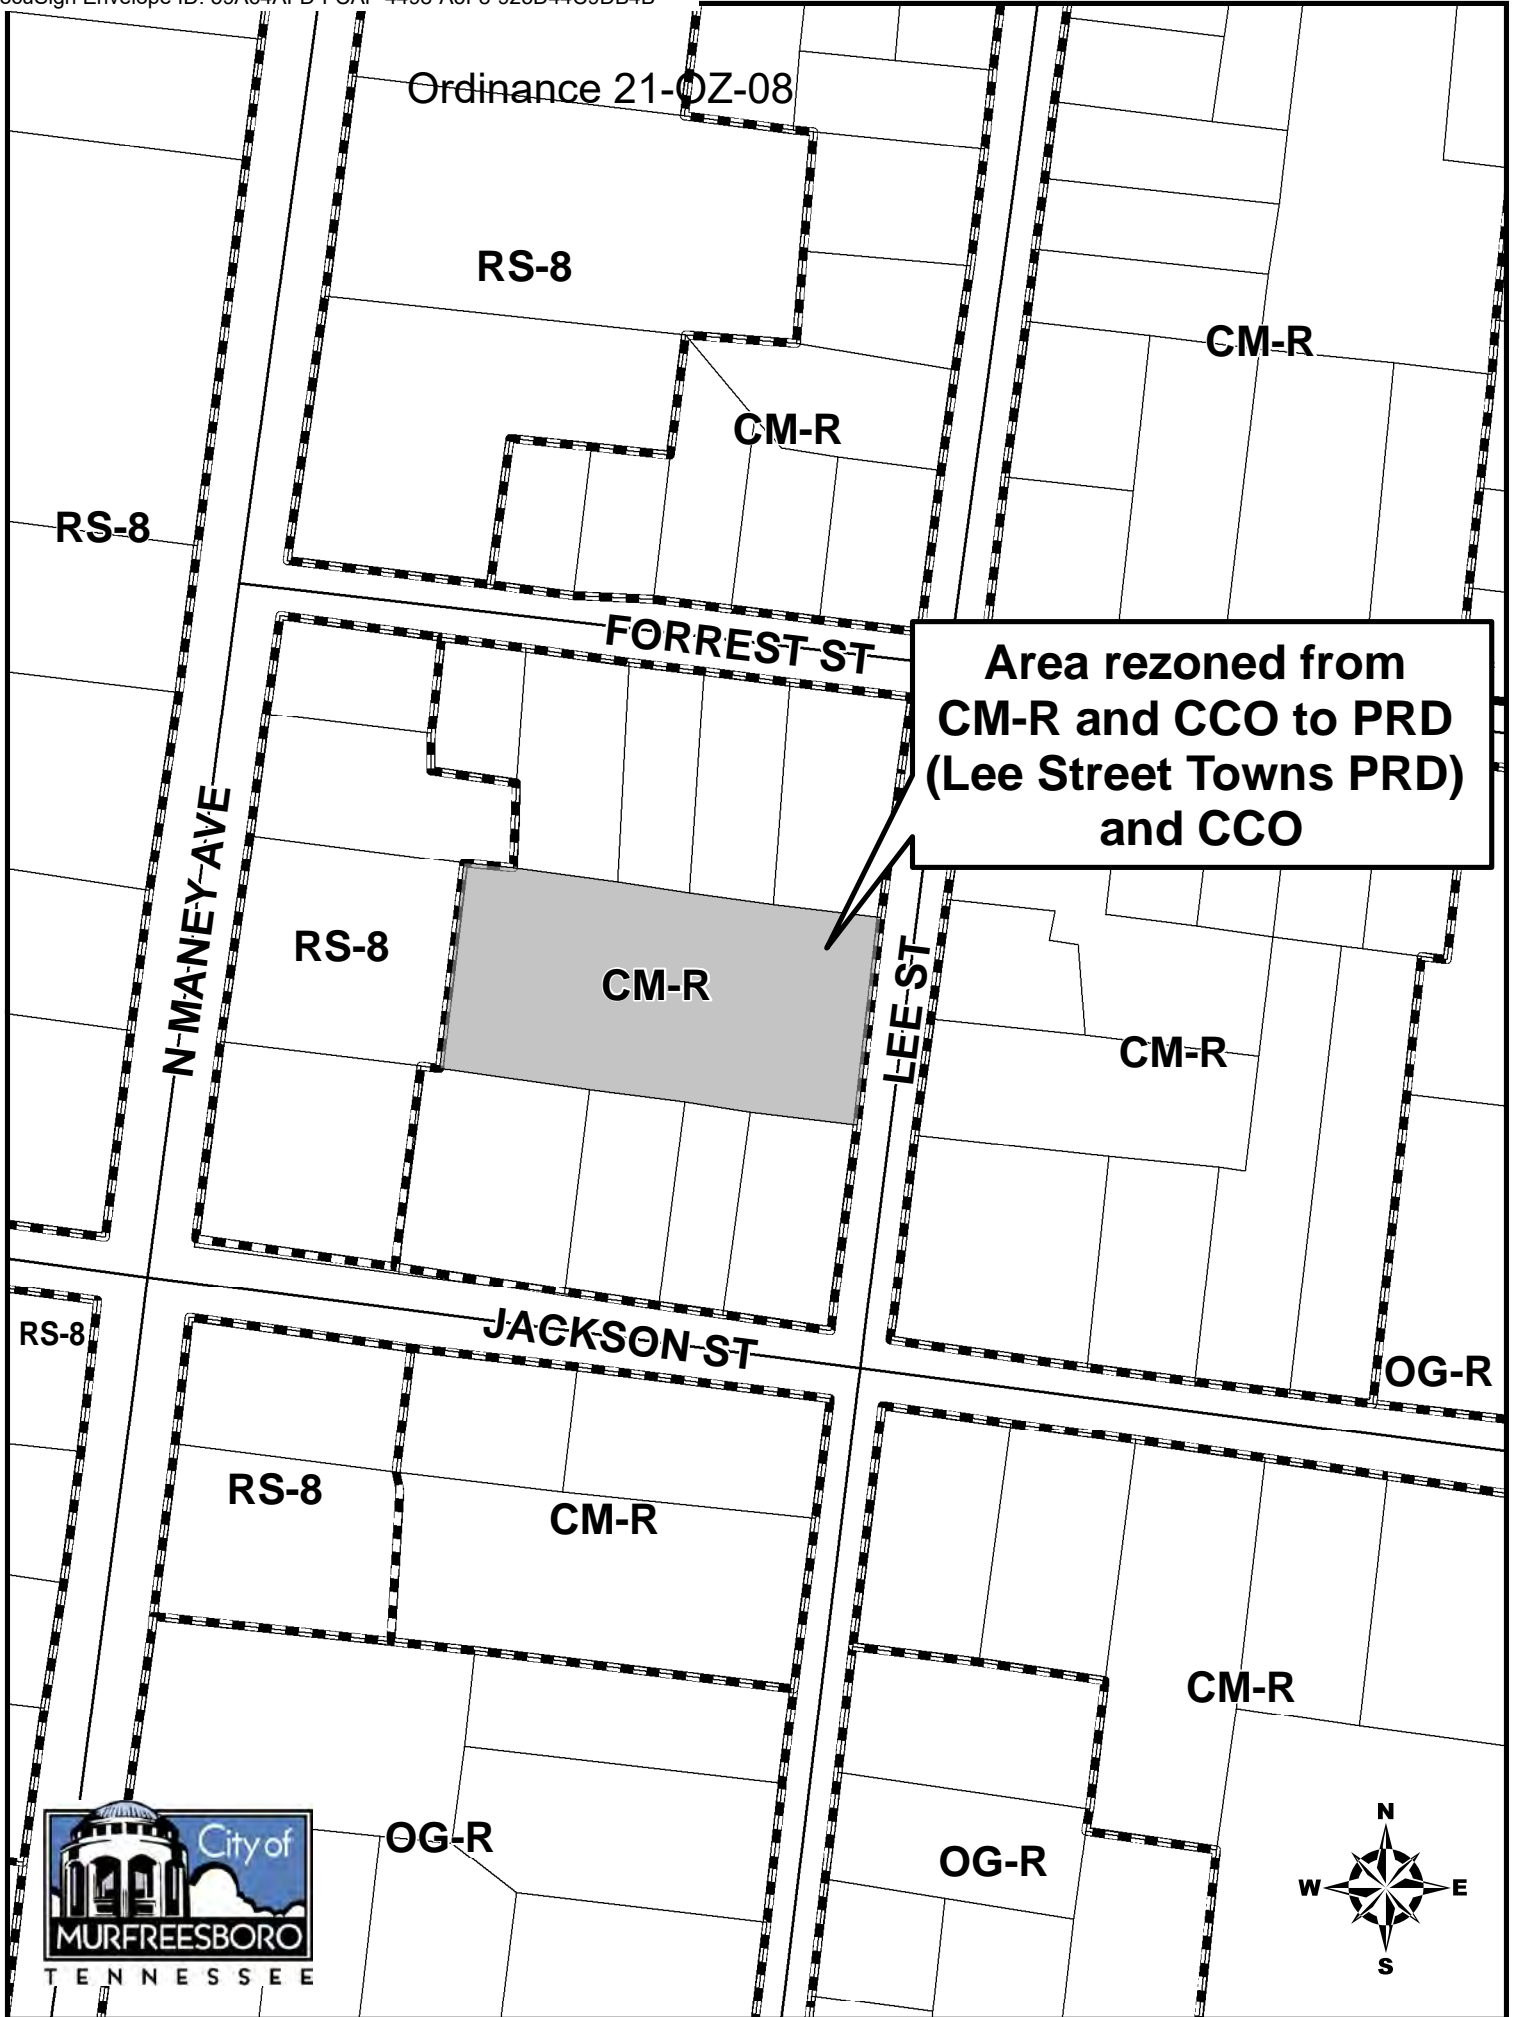 Ordinance 21-OZ-08
RS-8
CM-R
CM-R
RS-8
FORREST ST
Area rezoned from
CM-R and CCO to PRD
(Lee Street Towns PRD)
and CCO
N MANEY AVE
RS-8
CM-R
LEE ST
CM-R
RS-8
JACKSON ST
OG-R
RS-8
CM-R
CM-R
OG-R
OG-R
City of
MURFREESBORO
TENNESSEE
N
W
E
S